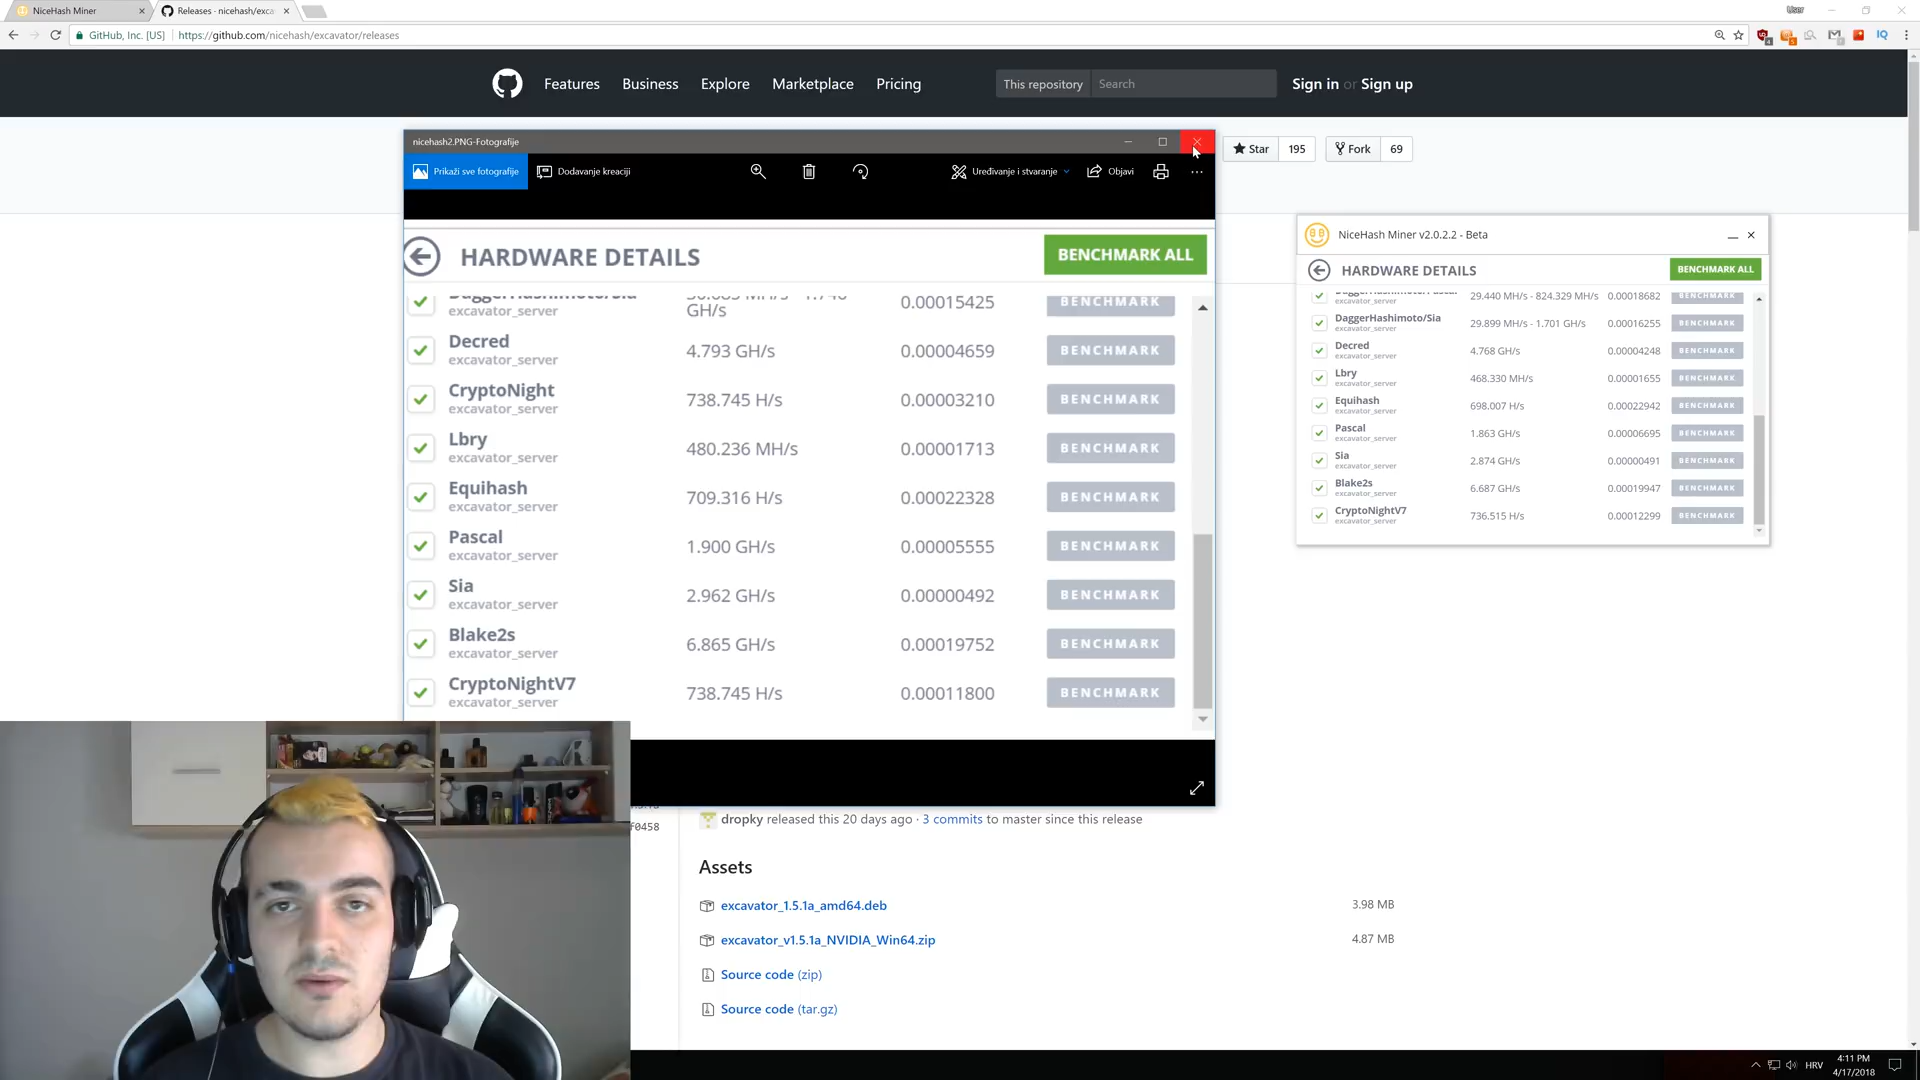 NiceHash Miner
Releases · nicehash/exca
User
GitHub, Inc. [US] https://github.com/nicehash/excavator/releases
IQ
Features Business Explore Marketplace Pricing
This repository Search
Sign in or Sign up
Star 195
Fork 69
nicehash2.PNG-Fotografije
Prikaži sve fotografije
Dodavanje kreaciji
Uređivanje i stvaranje
Objavi
HARDWARE DETAILS
BENCHMARK ALL
DaggerHashimoto/Sia
GH/s 0.00015425 BENCHMARK
excavator_server
Decred 4.793 GH/s 0.00004659 BENCHMARK
excavator_server
CryptoNight 738.745 H/s 0.00003210 BENCHMARK
excavator_server
Lbry 480.236 MH/s 0.00001713 BENCHMARK
excavator_server
Equihash 709.316 H/s 0.00022328 BENCHMARK
excavator_server
Pascal 1.900 GH/s 0.00005555 BENCHMARK
excavator_server
Sia 2.962 GH/s 0.00000492 BENCHMARK
excavator_server
Blake2s 6.865 GH/s 0.00019752 BENCHMARK
excavator_server
CryptoNightV7 738.745 H/s 0.00011800 BENCHMARK
excavator_server
NiceHash Miner v2.0.2.2 - Beta
HARDWARE DETAILS
BENCHMARK ALL
DaggerHashimoto/Pascal 29.440 MH/s - 824.329 MH/s 0.00018682 BENCHMARK
excavator_server
DaggerHashimoto/Sia 29.899 MH/s - 1.701 GH/s 0.00016255 BENCHMARK
excavator_server
Decred 4.768 GH/s 0.00004248 BENCHMARK
excavator_server
Lbry 468.330 MH/s 0.00001655 BENCHMARK
excavator_server
Equihash 698.007 H/s 0.00022942 BENCHMARK
excavator_server
Pascal 1.863 GH/s 0.00006695 BENCHMARK
excavator_server
Sia 2.874 GH/s 0.00000491 BENCHMARK
excavator_server
Blake2s 6.687 GH/s 0.00019947 BENCHMARK
excavator_server
CryptoNightV7 736.515 H/s 0.00012299 BENCHMARK
excavator_server
f0458
dropky released this 20 days ago · 3 commits to master since this release
Assets
excavator_1.5.1a_amd64.deb 3.98 MB
excavator_v1.5.1a_NVIDIA_Win64.zip 4.87 MB
Source code (zip)
Source code (tar.gz)
HRV
4:11 PM
4/17/2018